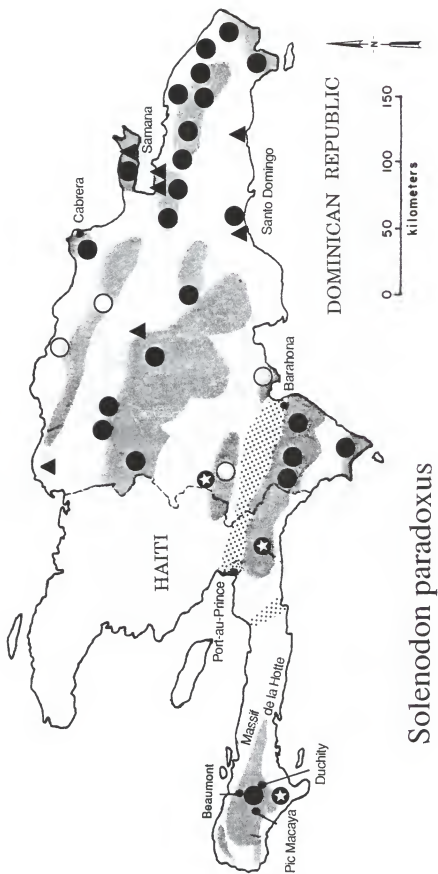 Cabrera
Samana
Santo Domingo
Barahona
HAITI
Port-au-Prince
Massif
de la Hotte
Beaumont
Duchity
Pic Macaya
DOMINICAN REPUBLIC
-N-
0 50 100 150
kilometers
Solenodon paradoxus